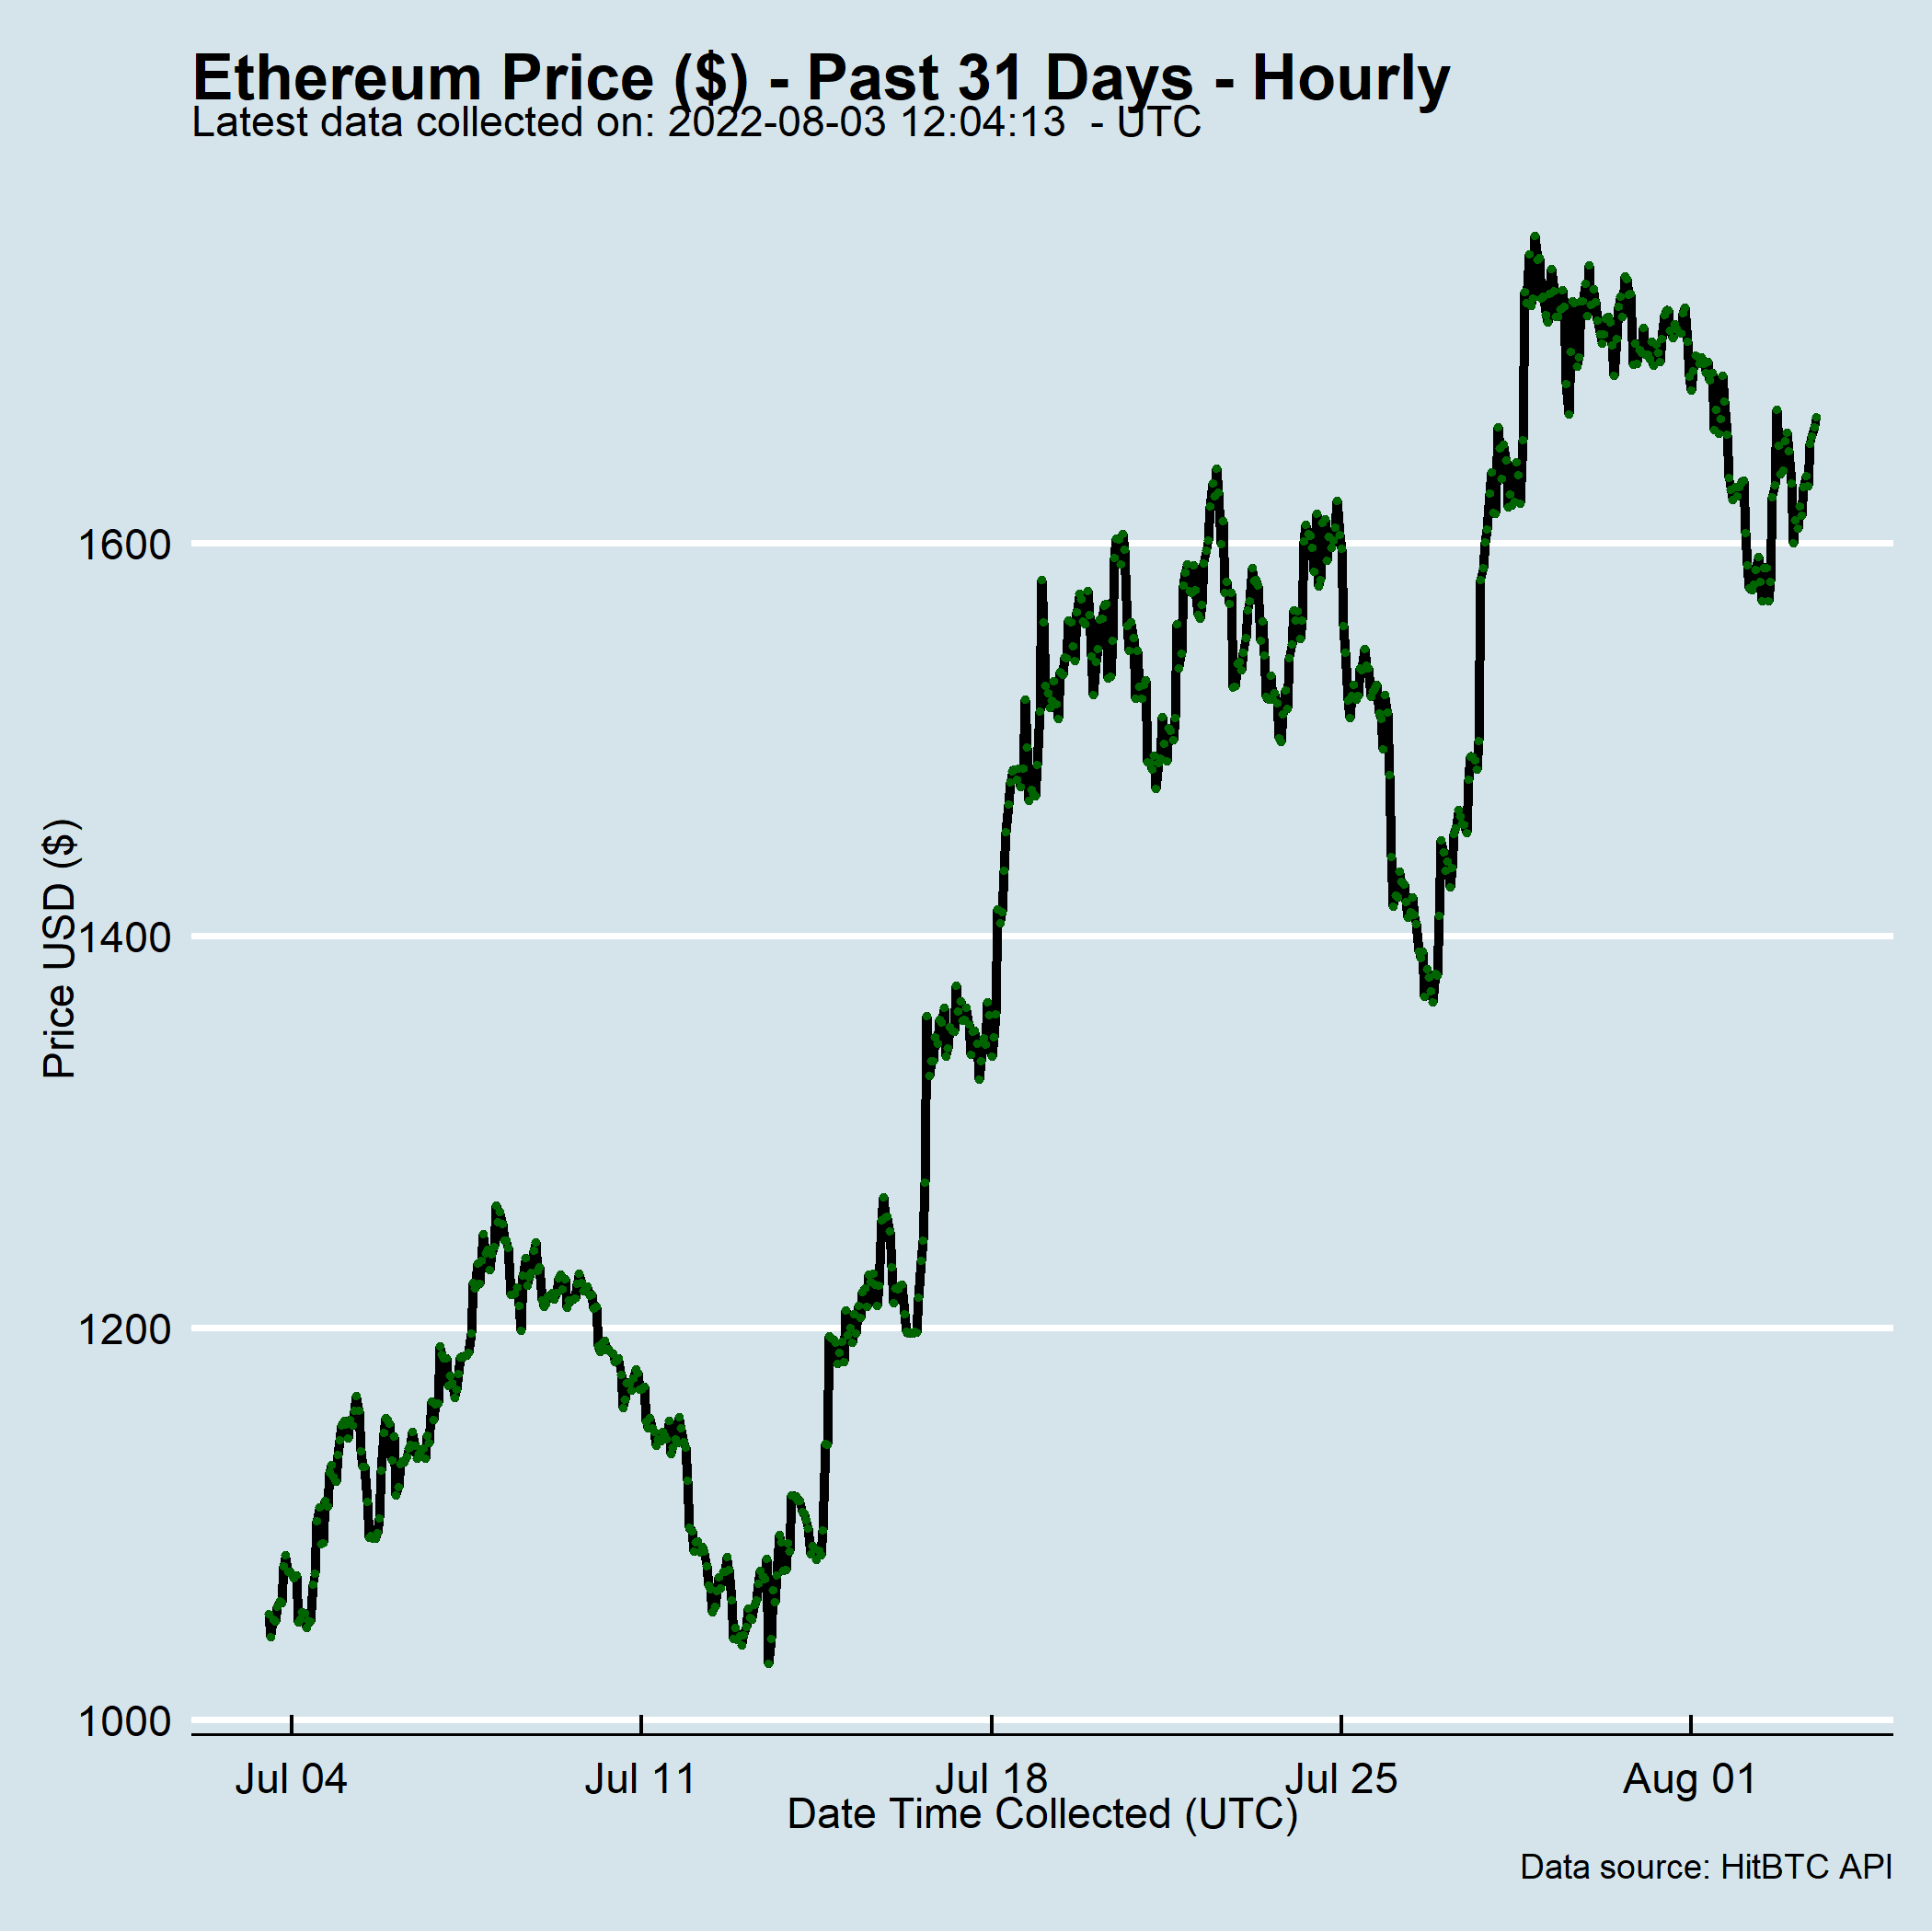 Ethereum Price ($) - Past 31 Days - Hourly
Latest data collected on: 2022-08-03 12:04:13  - UTC
Price USD ($)
1600
1400
1200
1000
Jul 04
Jul 11
Jul 18
Jul 25
Aug 01
Date Time Collected (UTC)
Data source: HitBTC API